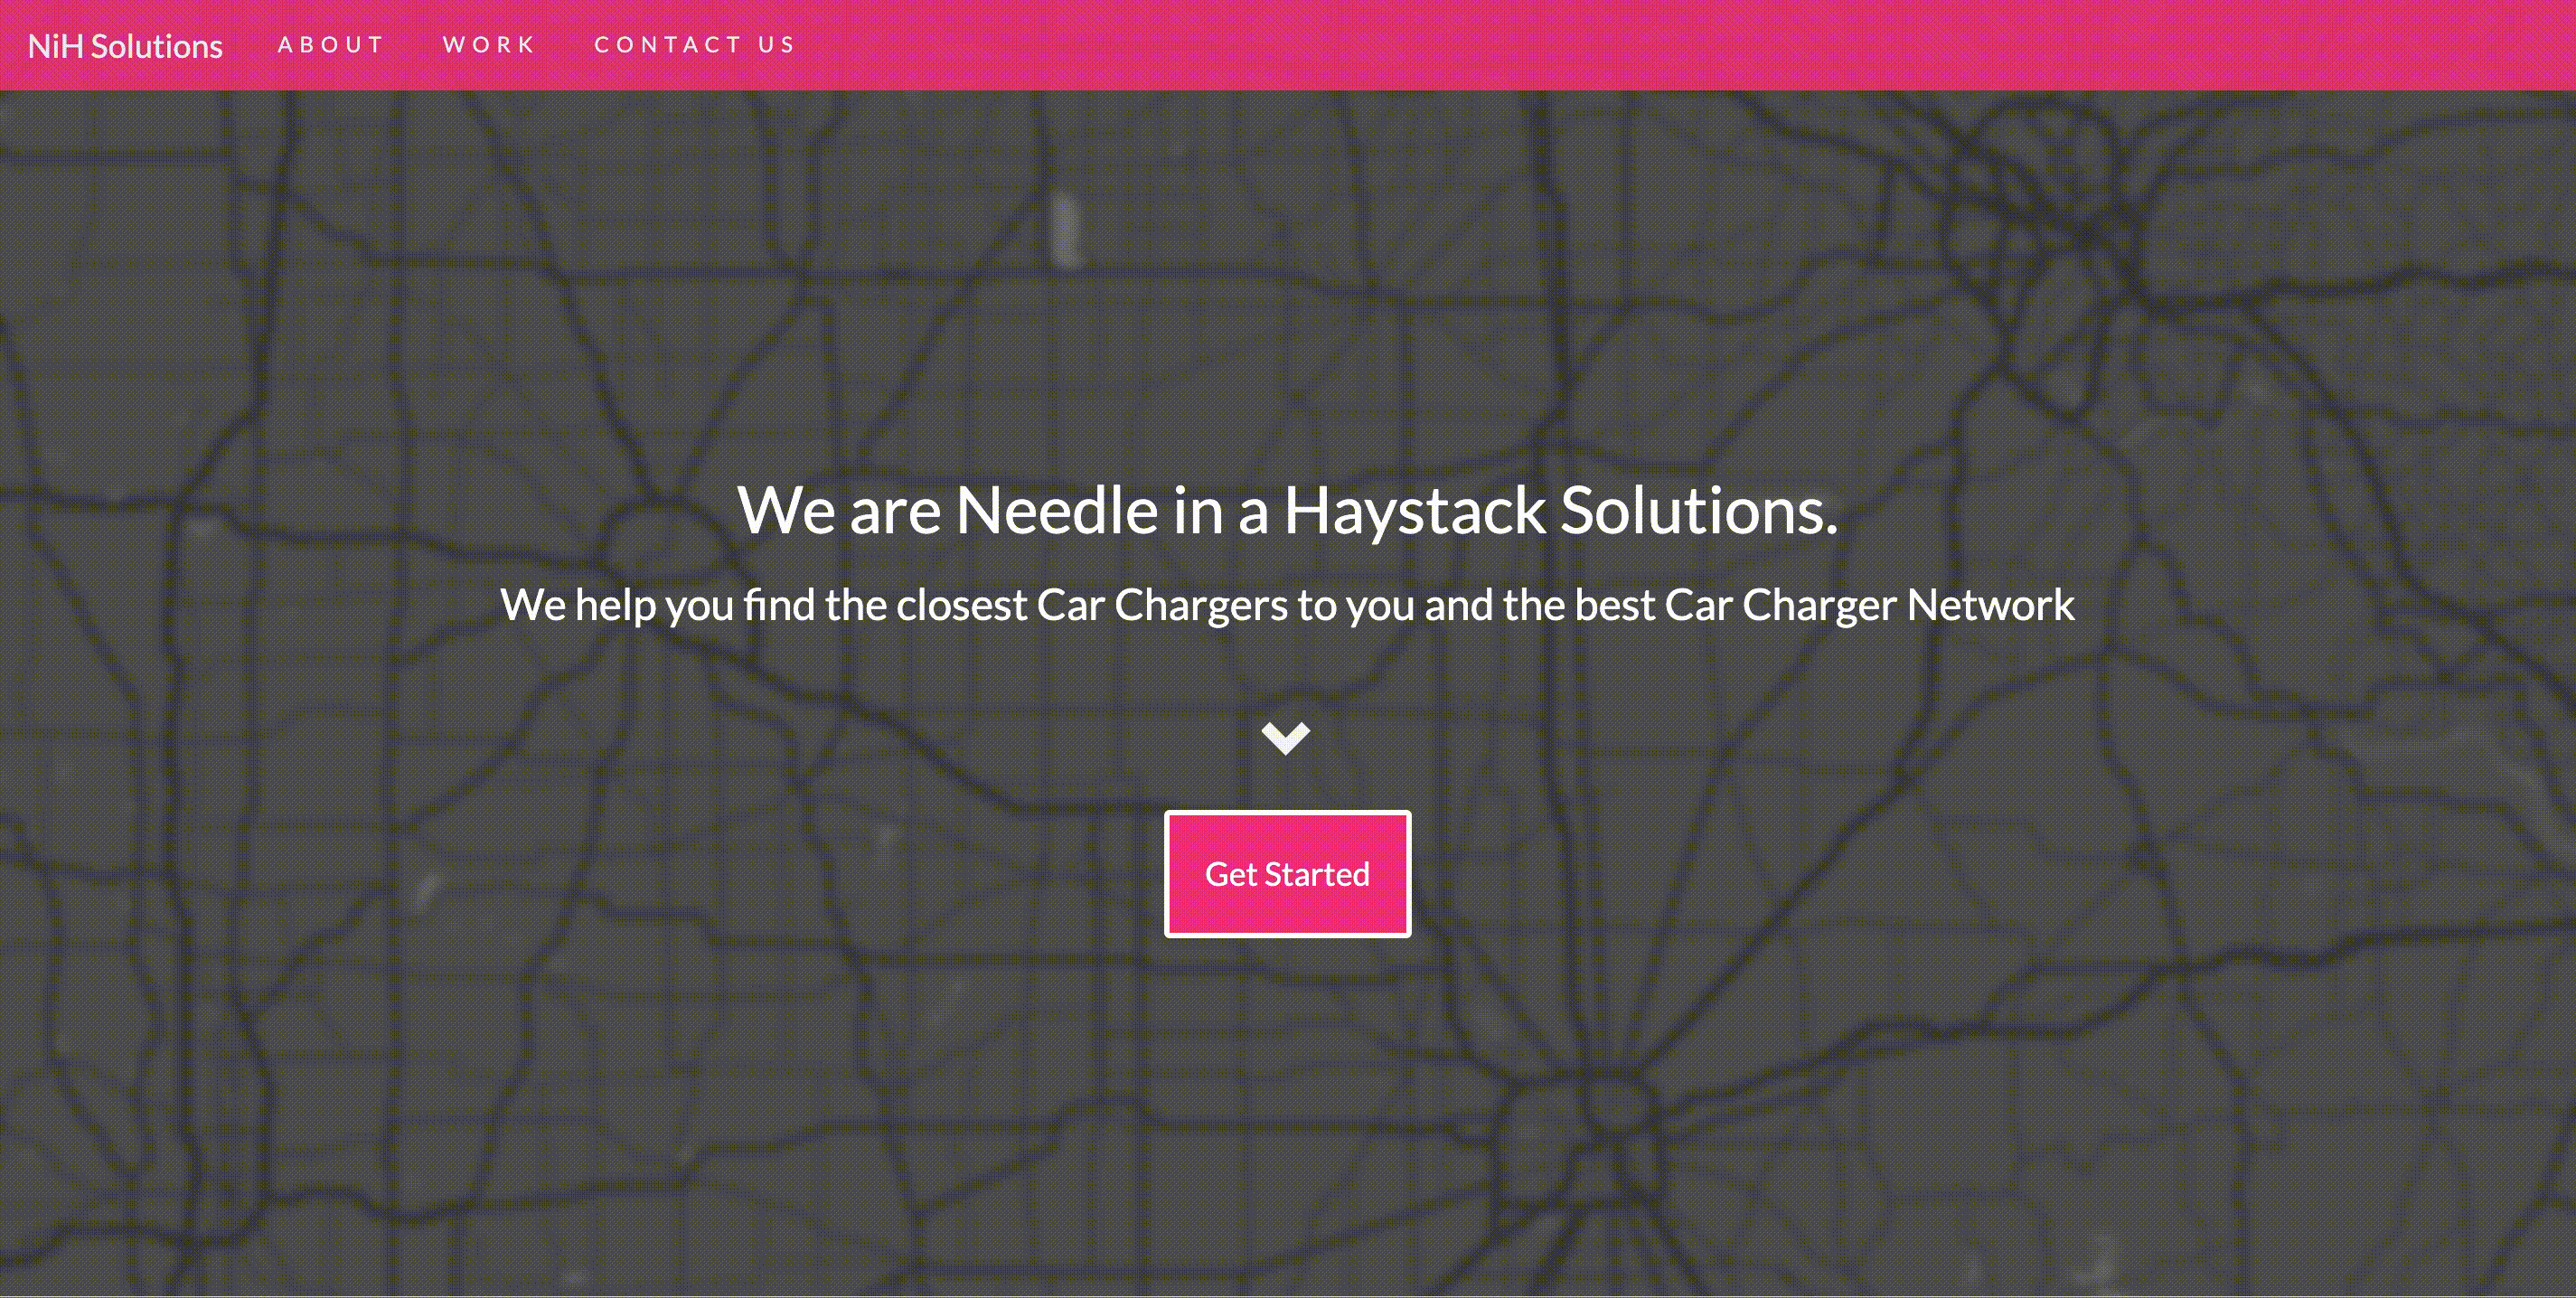 NiH Solutions
ABOUT
WORK
CONTACT US
We are Needle in a Haystack Solutions.
We help you find the closest Car Chargers to you and the best Car Charger Network
Get Started